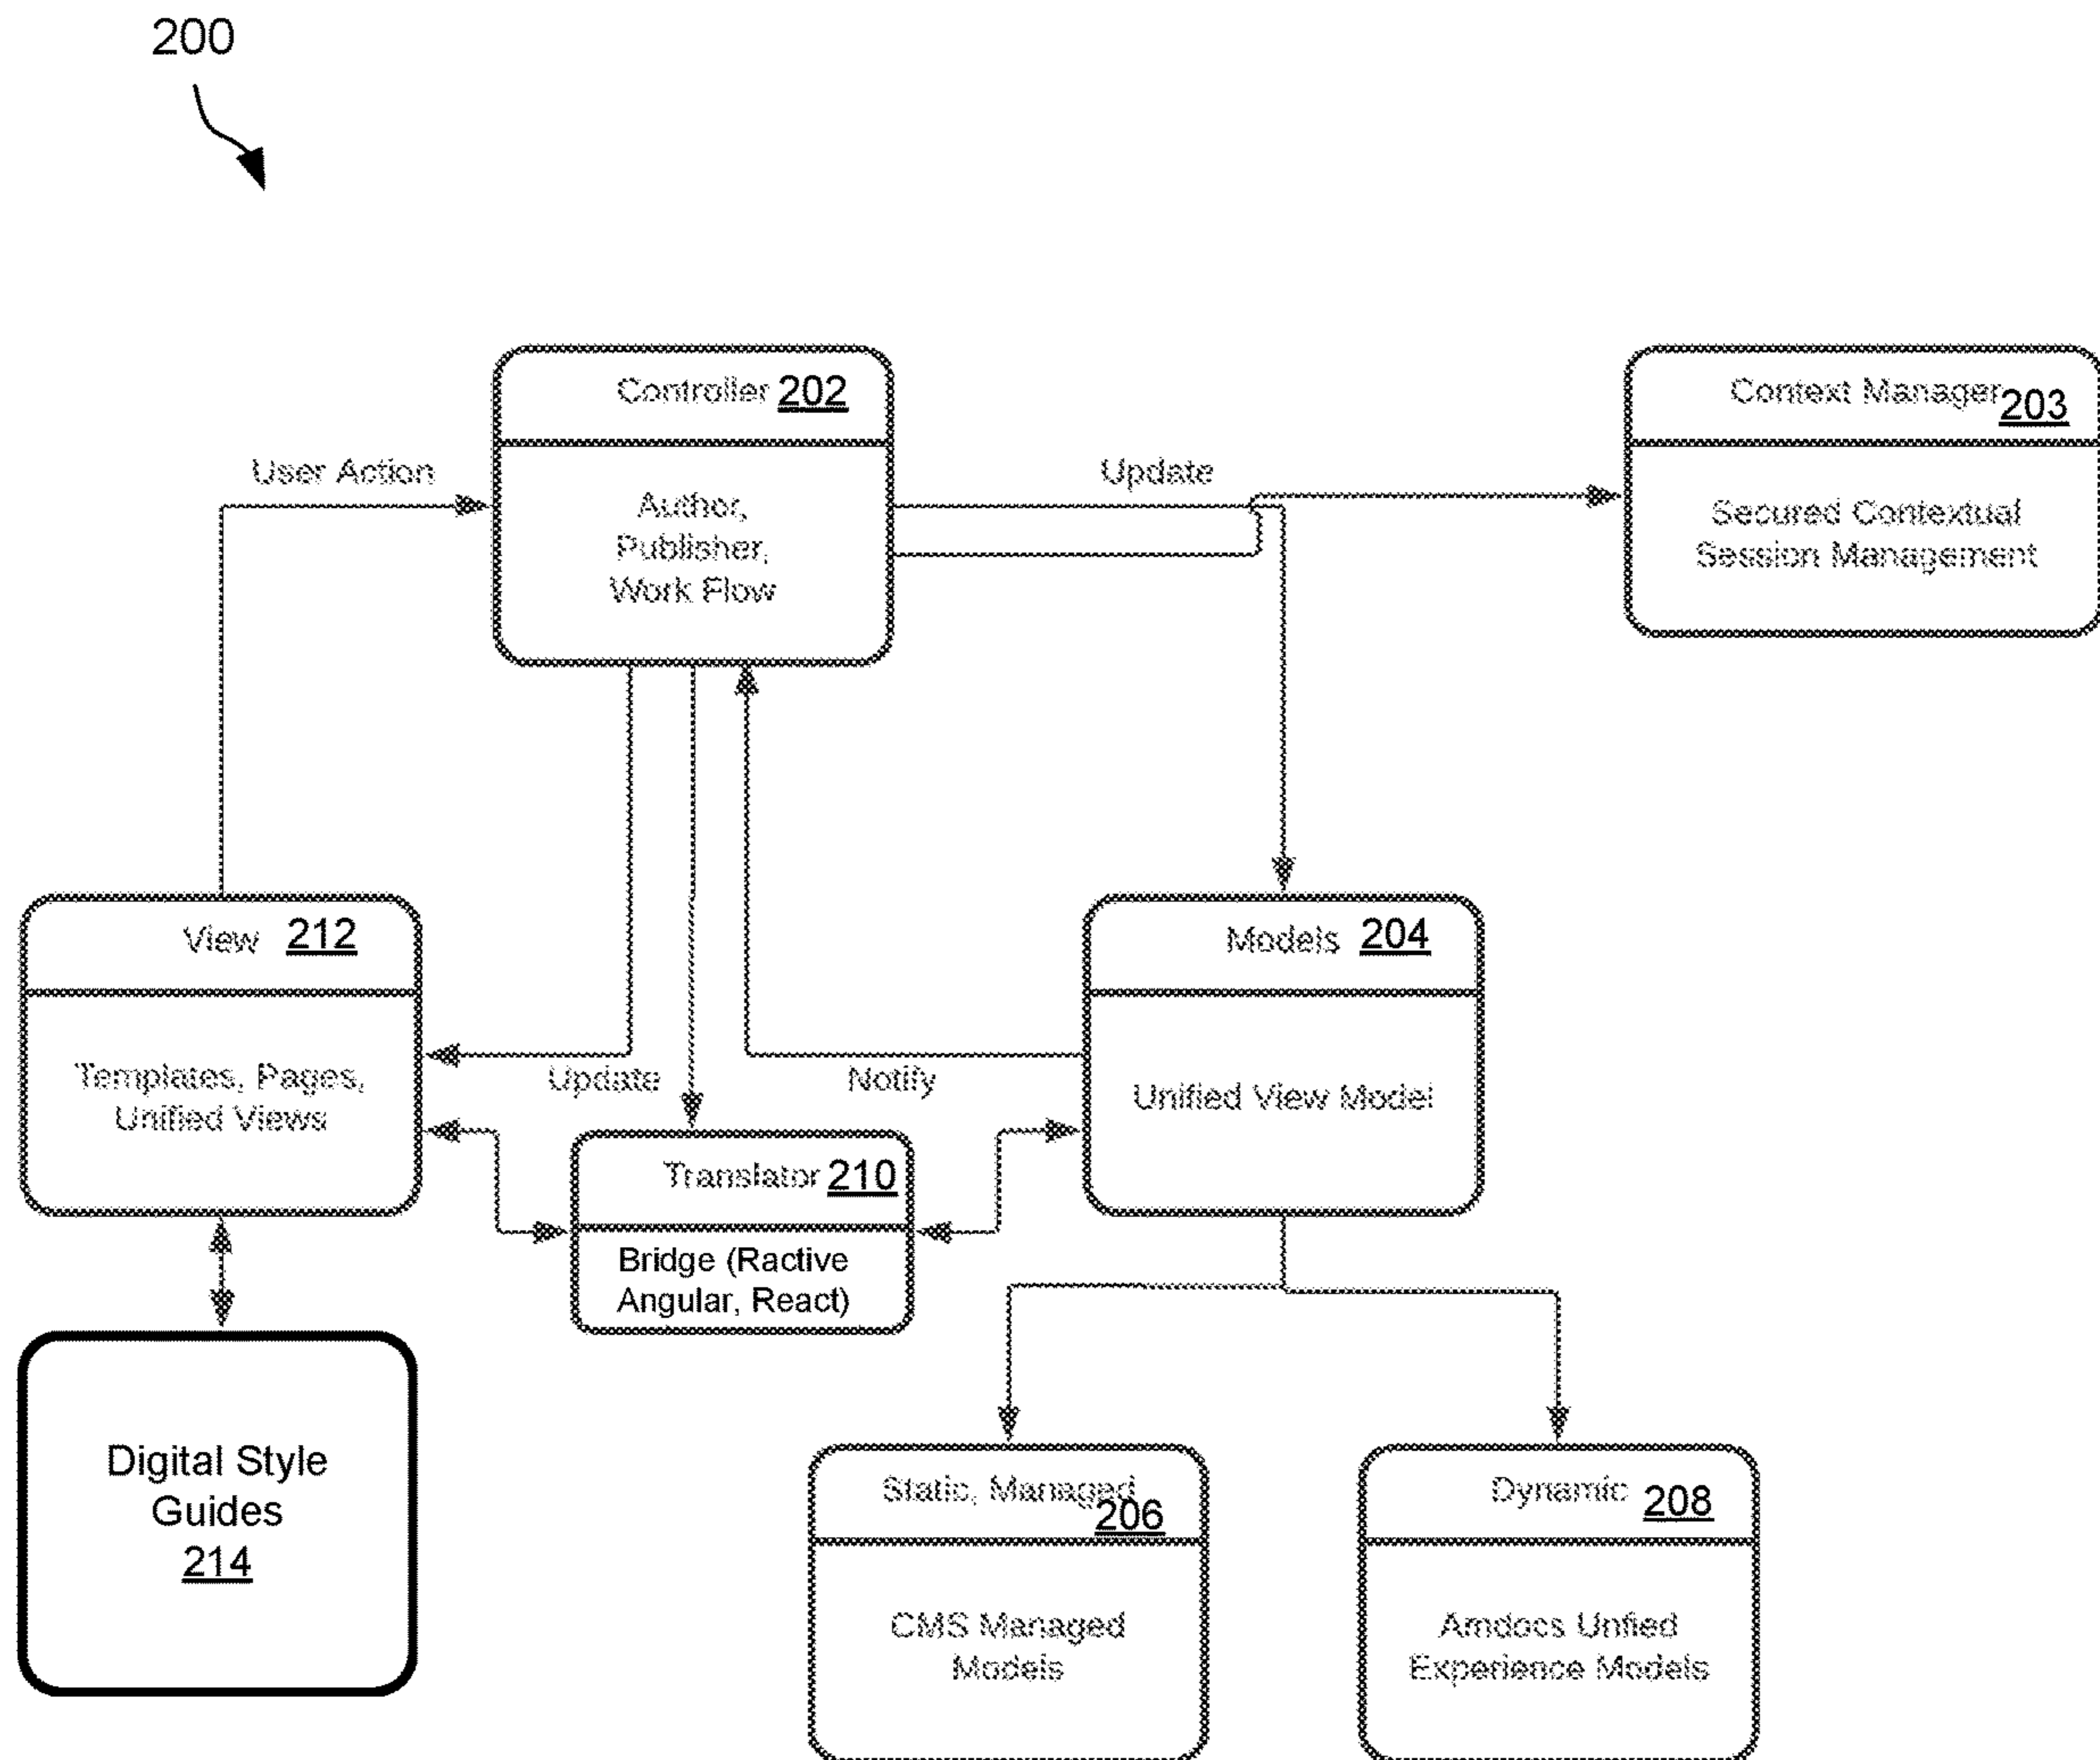 200
Controller 202
Author,
Publisher,
Work Flow
Context Manager 203
Secured Contextual
Session Management
User Action
Update
View 212
Templates, Pages,
Unified Views
Models 204
Unified View Model
Update
Notify
Translator 210
Bridge (Ractive
Angular, React)
Digital Style
Guides
214
Static, Managed 206
CMS Managed
Models
Dynamic 208
Amdocs Unfied
Experience Models